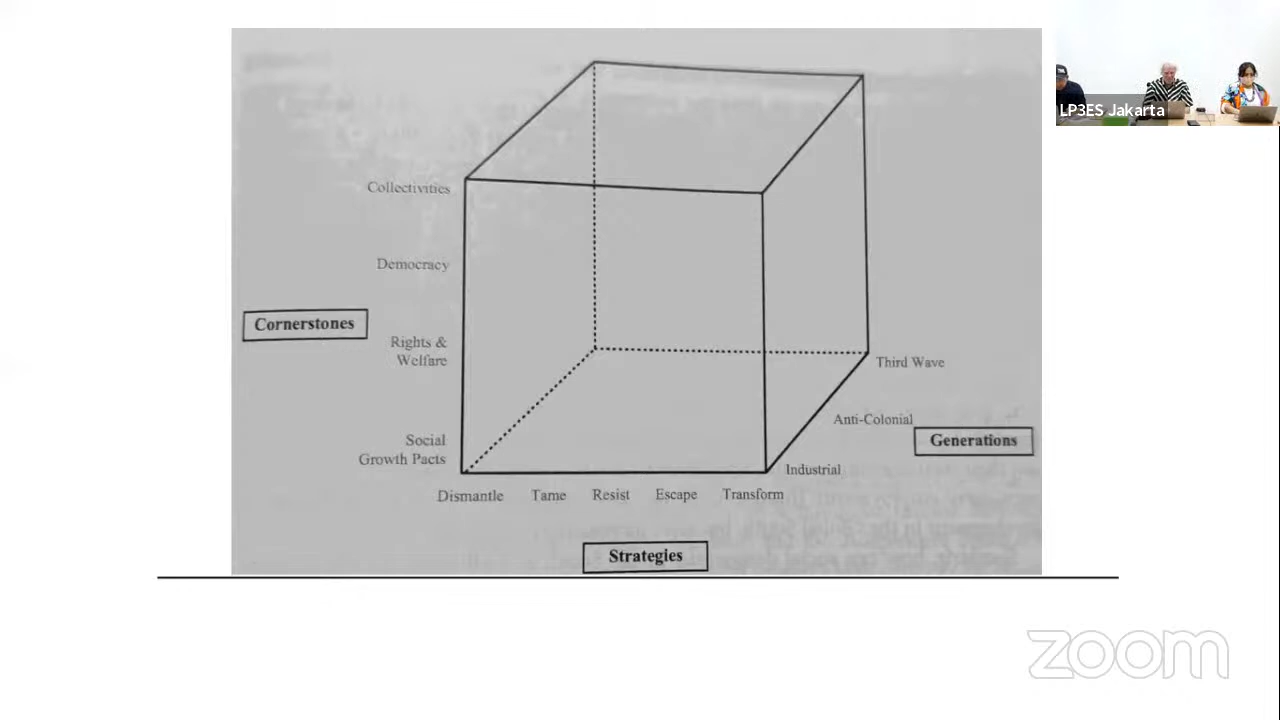 LP3ES Jakarta
Collectivities
Democracy
Cornerstones
Rights &
Welfare
Third Wave
Anti-Colonial
Social
Growth Pacts
Generations
Industrial
Dismantle Tame Resist Escape Transform
Strategies
zoom